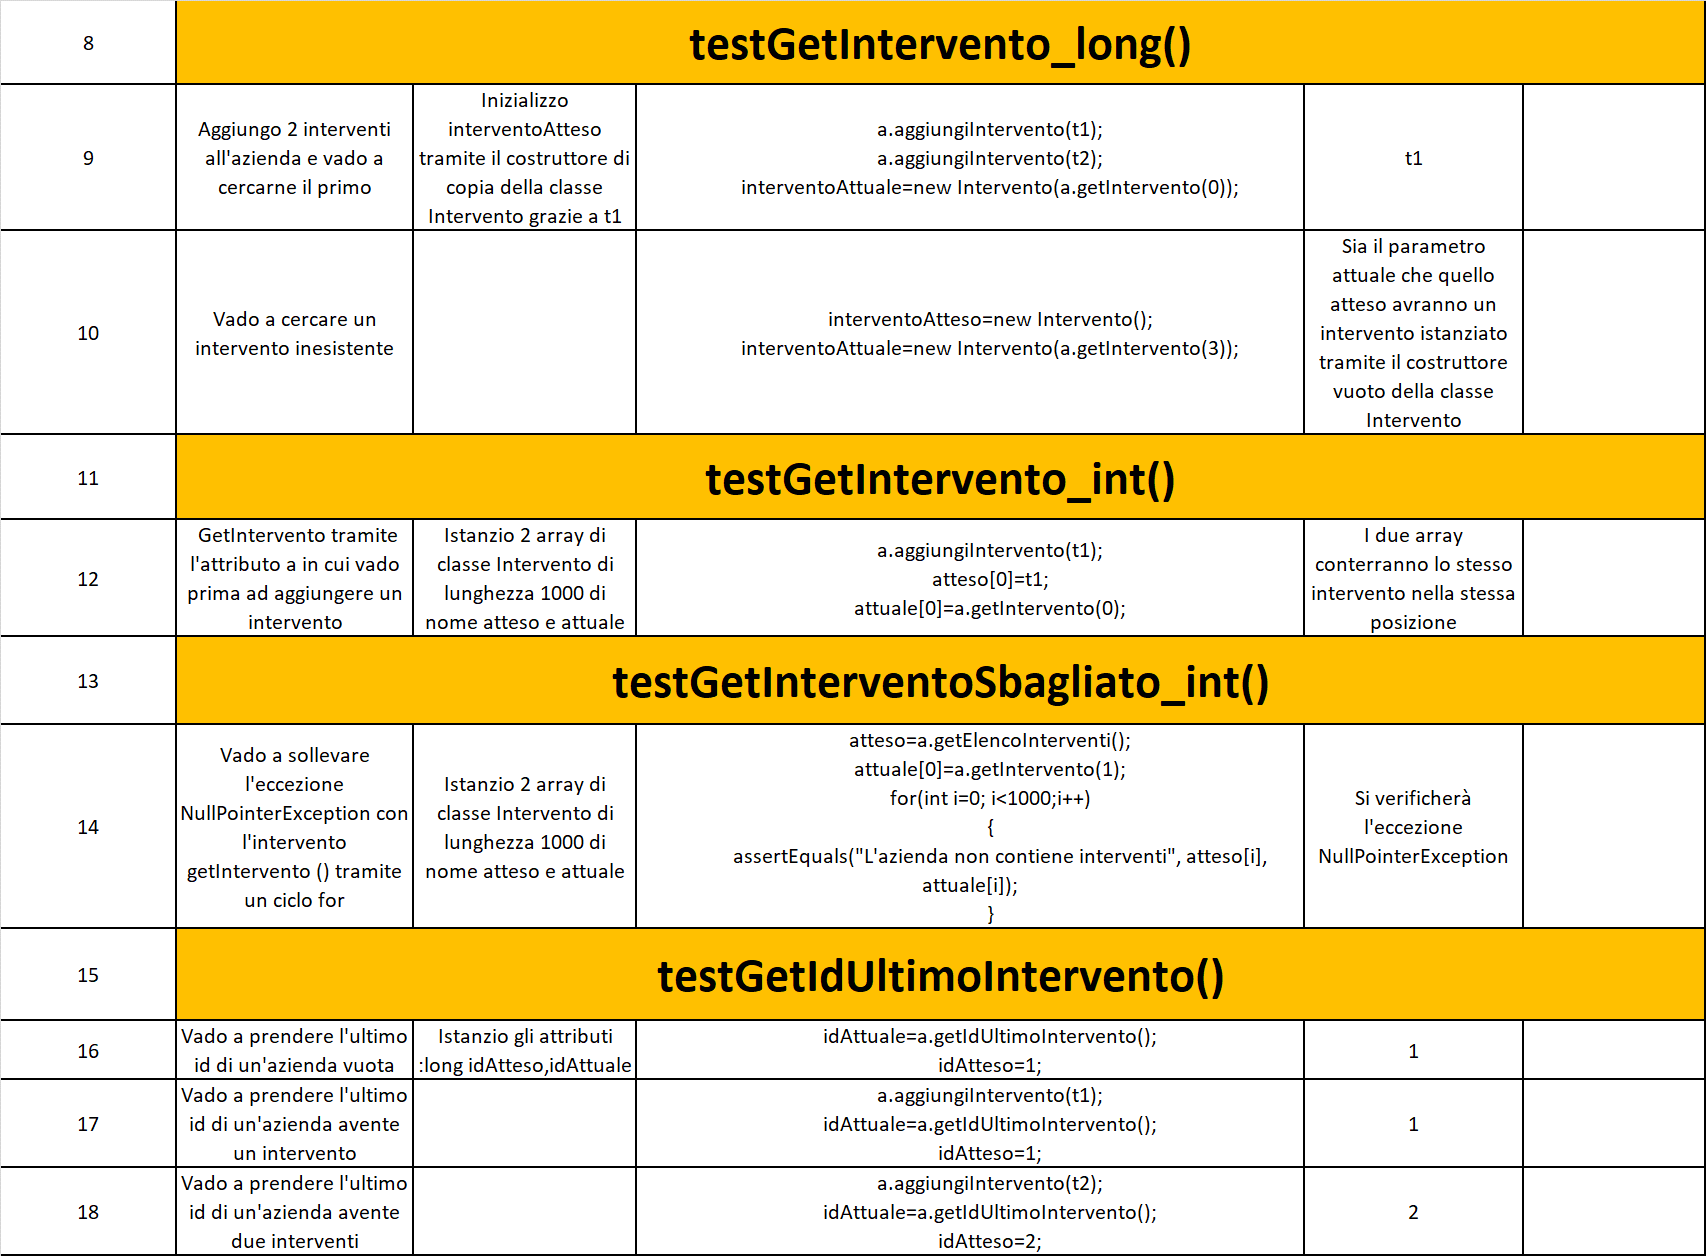 8
testGetIntervento_long()
9
Aggiungo 2 interventi
all'azienda e vado a
cercarne il primo
Inizializzo
interventoAtteso
tramite il costruttore di
copia della classe
Intervento grazie a t1
a.aggiungiIntervento(t1);
a.aggiungiIntervento(t2);
interventoAttuale=new Intervento(a.getIntervento(0));
t1
10
Vado a cercare un
intervento inesistente
interventoAtteso=new Intervento();
interventoAttuale=new Intervento(a.getIntervento(3));
Sia il parametro
attuale che quello
atteso avranno un
intervento istanziato
tramite il costruttore
vuoto della classe
Intervento
11
testGetIntervento_int()
12
GetIntervento tramite
l'attributo a in cui vado
prima ad aggiungere un
intervento
Istanzio 2 array di
classe Intervento di
lunghezza 1000 di
nome atteso e attuale
a.aggiungiIntervento(t1);
atteso[0]=t1;
attuale[0]=a.getIntervento(0);
I due array
conterranno lo stesso
intervento nella stessa
posizione
13
testGetInterventoSbagliato_int()
14
Vado a sollevare
l'eccezione
NullPointerException con
l'intervento
getIntervento () tramite
un ciclo for
Istanzio 2 array di
classe Intervento di
lunghezza 1000 di
nome atteso e attuale
atteso=a.getElencoInterventi();
attuale[0]=a.getIntervento(1);
for(int i=0; i<1000;i++)
{
assertEquals("L'azienda non contiene interventi", atteso[i],
attuale[i]);
}
Si verificherà
l'eccezione
NullPointerException
15
testGetIdUltimoIntervento()
16
Vado a prendere l'ultimo
id di un'azienda vuota
Istanzio gli attributi
:long idAtteso,idAttuale
idAttuale=a.getIdUltimoIntervento();
idAtteso=1;
1
17
Vado a prendere l'ultimo
id di un'azienda avente
un intervento
a.aggiungiIntervento(t1);
idAttuale=a.getIdUltimoIntervento();
idAtteso=1;
1
18
Vado a prendere l'ultimo
id di un'azienda avente
due interventi
a.aggiungiIntervento(t2);
idAttuale=a.getIdUltimoIntervento();
idAtteso=2;
2